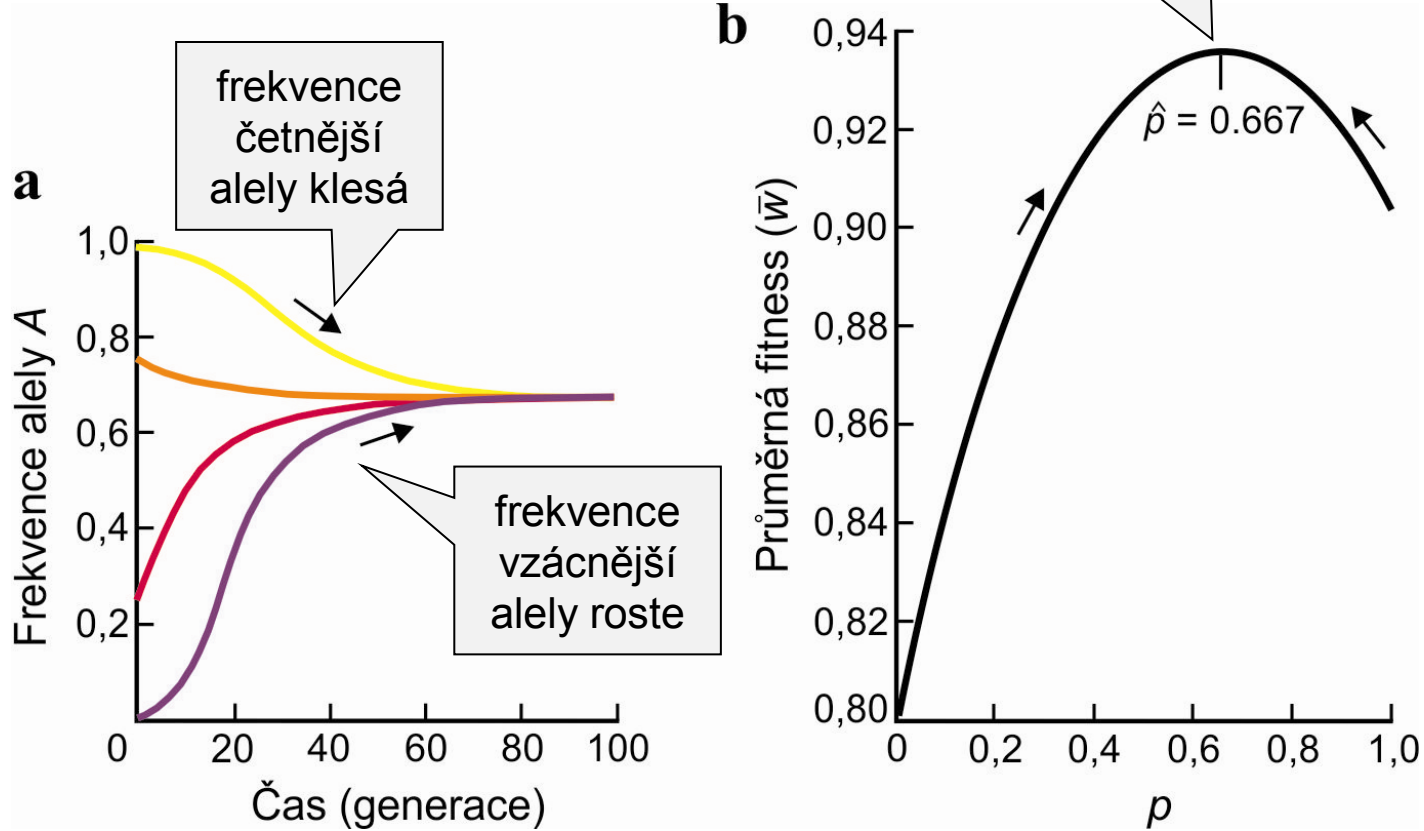 a
frekvence
četnější
alely klesá
Frekvence alely A
1,0
0,8
0,6
0,4
0,2
0
20
40
60
80
100
Čas (generace)
frekvence
vzácnější
alely roste
b
Průměrná fitness (w̄)
0,94
0,92
0,90
0,88
0,86
0,84
0,82
0,80
p̂ = 0.667
0
0,2
0,4
0,6
0,8
1,0
p